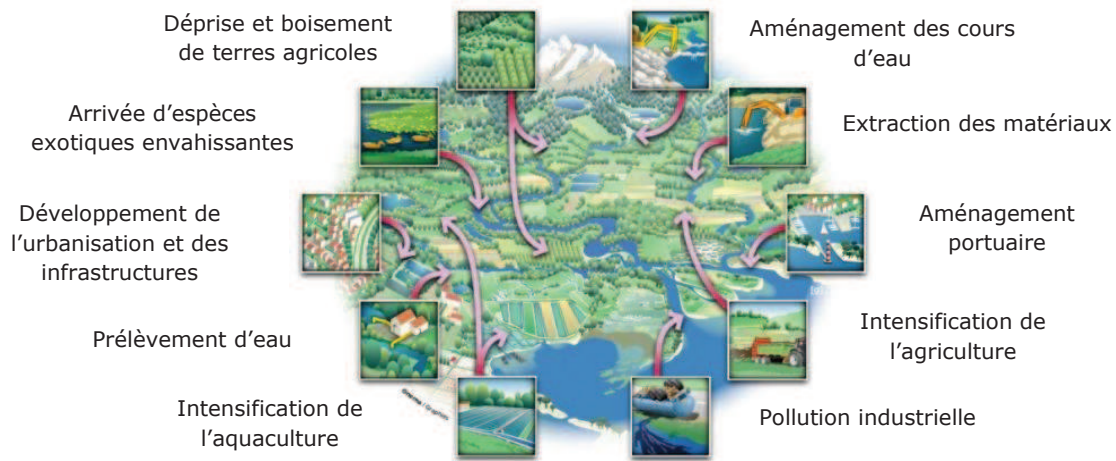 Déprise et boisement
de terres agricoles
Aménagement des cours
d'eau
Arrivée d'espèces
exotiques envahissantes
Extraction des matériaux
Développement de
l'urbanisation et des
infrastructures
Aménagement
portuaire
Prélèvement d'eau
Intensification de
l'agriculture
Intensification de
l'aquaculture
Pollution industrielle